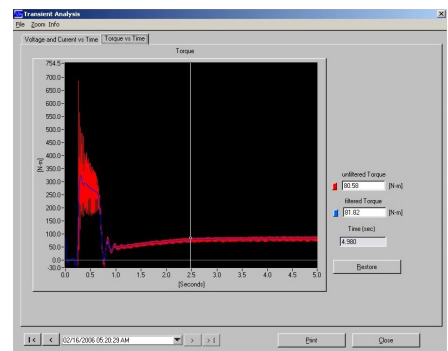 Transient Analysis
File Zoom Info
Voltage and Current vs Time Torque vs Time
Torque
754.5
700.0
650.0
600.0
550.0
500.0
450.0
400.0
350.0
300.0
250.0
200.0
150.0
100.0
50.0
0.0
-30.0
[N-m]
0.0 0.5 1.0 1.5 2.0 2.5 3.0 3.5 4.0 4.5 5.0
[Seconds]
unfiltered Torque
80.58 [N-m]
filtered Torque
81.82 [N-m]
Time (sec)
4.980
Restore
02/16/2006 05:20:29 AM
Print Close